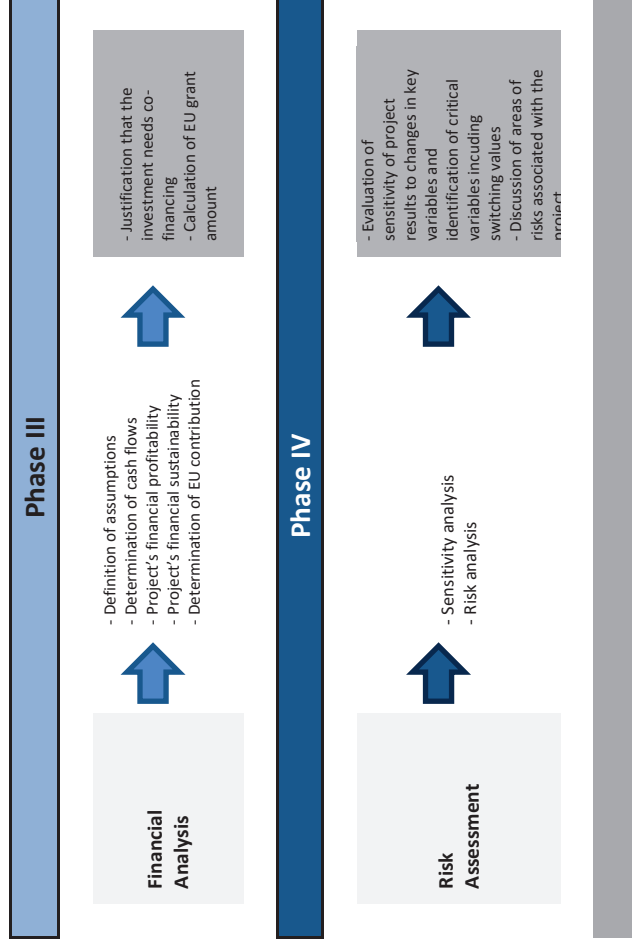 Phase III
Financial
Analysis
- Definition of assumptions
- Determination of cash flows
- Project’s financial profitability
- Project’s financial sustainability
- Determination of EU contribution
- Justification that the
investment needs co-
financing
- Calculation of EU grant
amount
Phase IV
Risk
Assessment
- Sensitivity analysis
- Risk analysis
- Evaluation of
sensitivity of project
results to changes in key
variables and
identification of critical
variables incuding
switching values
- Discussion of areas of
risks associated with the
project